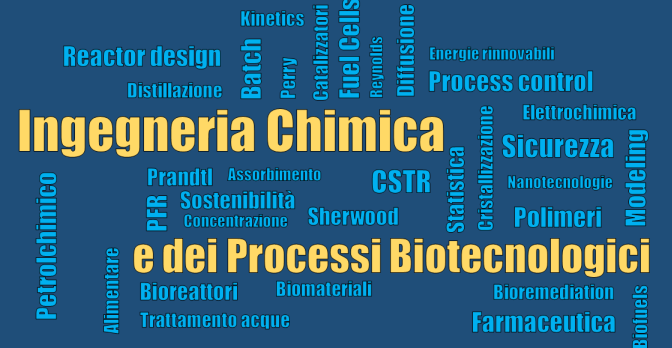 Kinetics
Reactor design
Distillazione
Batch
Perry
Catalizzatori
Fuel Cells
Reynolds
Diffusione
Energie rinnovabili
Process control
Elettrochimica
Ingegneria Chimica
Sicurezza
Prandtl
Assorbimento
CSTR
Statistica
Cristallizzazione
Nanotecnologie
Modeling
Petrolchimico
PFR
Sostenibilità
Concentrazione
Sherwood
Polimeri
e dei Processi Biotecnologici
Alimentare
Bioreattori
Biomateriali
Bioremediation
Trattamento acque
Farmaceutica
Biofuels